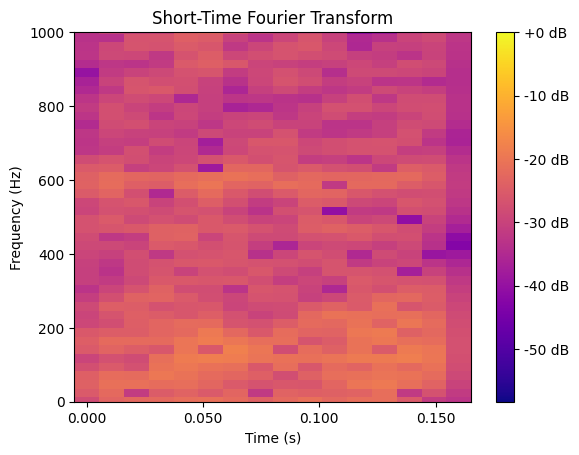 Short-Time Fourier Transform
1000
800
600
400
200
0
Frequency (Hz)
0.000
0.050
0.100
0.150
Time (s)
+0 dB
-10 dB
-20 dB
-30 dB
-40 dB
-50 dB